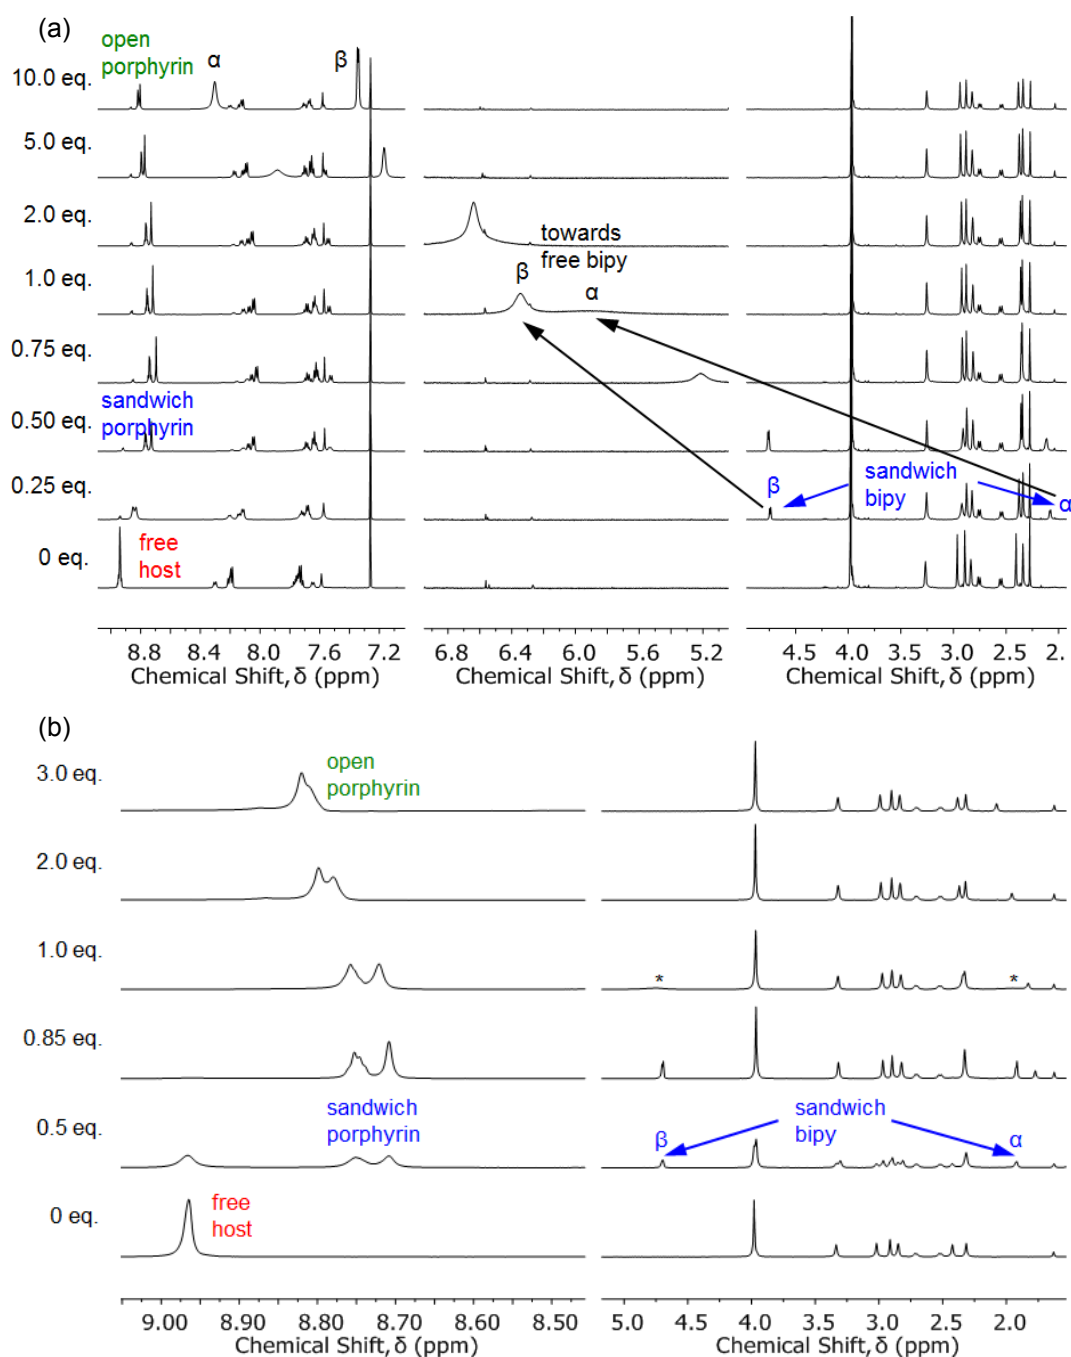 (a)
open
porphyrin
α
β
10.0 eq.
5.0 eq.
2.0 eq.
towards
free bipy
β
α
1.0 eq.
0.75 eq.
sandwich
porphyrin
0.50 eq.
sandwich
bipy
β
α
0.25 eq.
free
host
0 eq.
8.8 8.4 8.0 7.6 7.2
6.8 6.4 6.0 5.6 5.2
4.5 4.0 3.5 3.0 2.5 2.
Chemical Shift, δ (ppm)
Chemical Shift, δ (ppm)
Chemical Shift, δ (ppm)
(b)
3.0 eq.
open
porphyrin
2.0 eq.
1.0 eq.
*
*
0.85 eq.
0.5 eq.
sandwich
porphyrin
sandwich
bipy
β
α
0 eq.
free
host
9.00 8.90 8.80 8.70 8.60 8.50
5.0 4.5 4.0 3.5 3.0 2.5 2.0
Chemical Shift, δ (ppm)
Chemical Shift, δ (ppm)